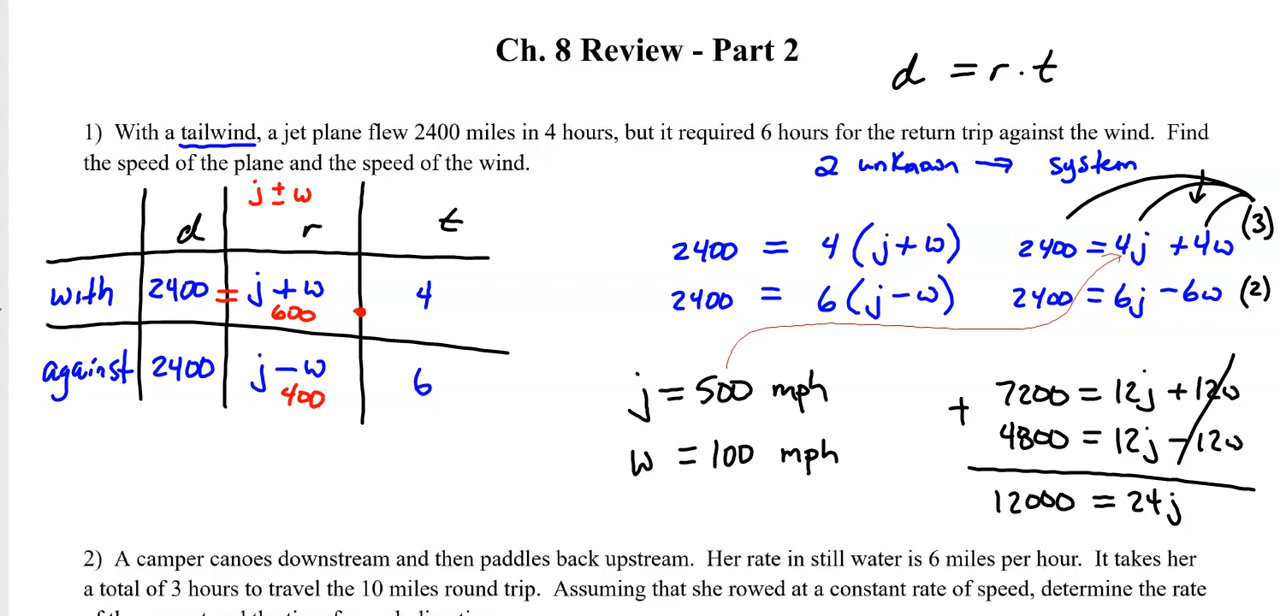 Ch. 8 Review - Part 2
d = r · t
1) With a tailwind, a jet plane flew 2400 miles in 4 hours, but it required 6 hours for the return trip against the wind. Find
the speed of the plane and the speed of the wind.
2 unknown → system
j ± w
d r t
with 2400 = j + w 4
600
against 2400 j - w 6
400
2400 = 4 (j + w) 2400 = 4j + 4w (3)
2400 = 6 (j - w) 2400 = 6j - 6w (2)
j = 500 mph
w = 100 mph
+ 7200 = 12j + 12w
4800 = 12j - 12w
12000 = 24j
2) A camper canoes downstream and then paddles back upstream. Her rate in still water is 6 miles per hour. It takes her
a total of 3 hours to travel the 10 miles round trip. Assuming that she rowed at a constant rate of speed, determine the rate